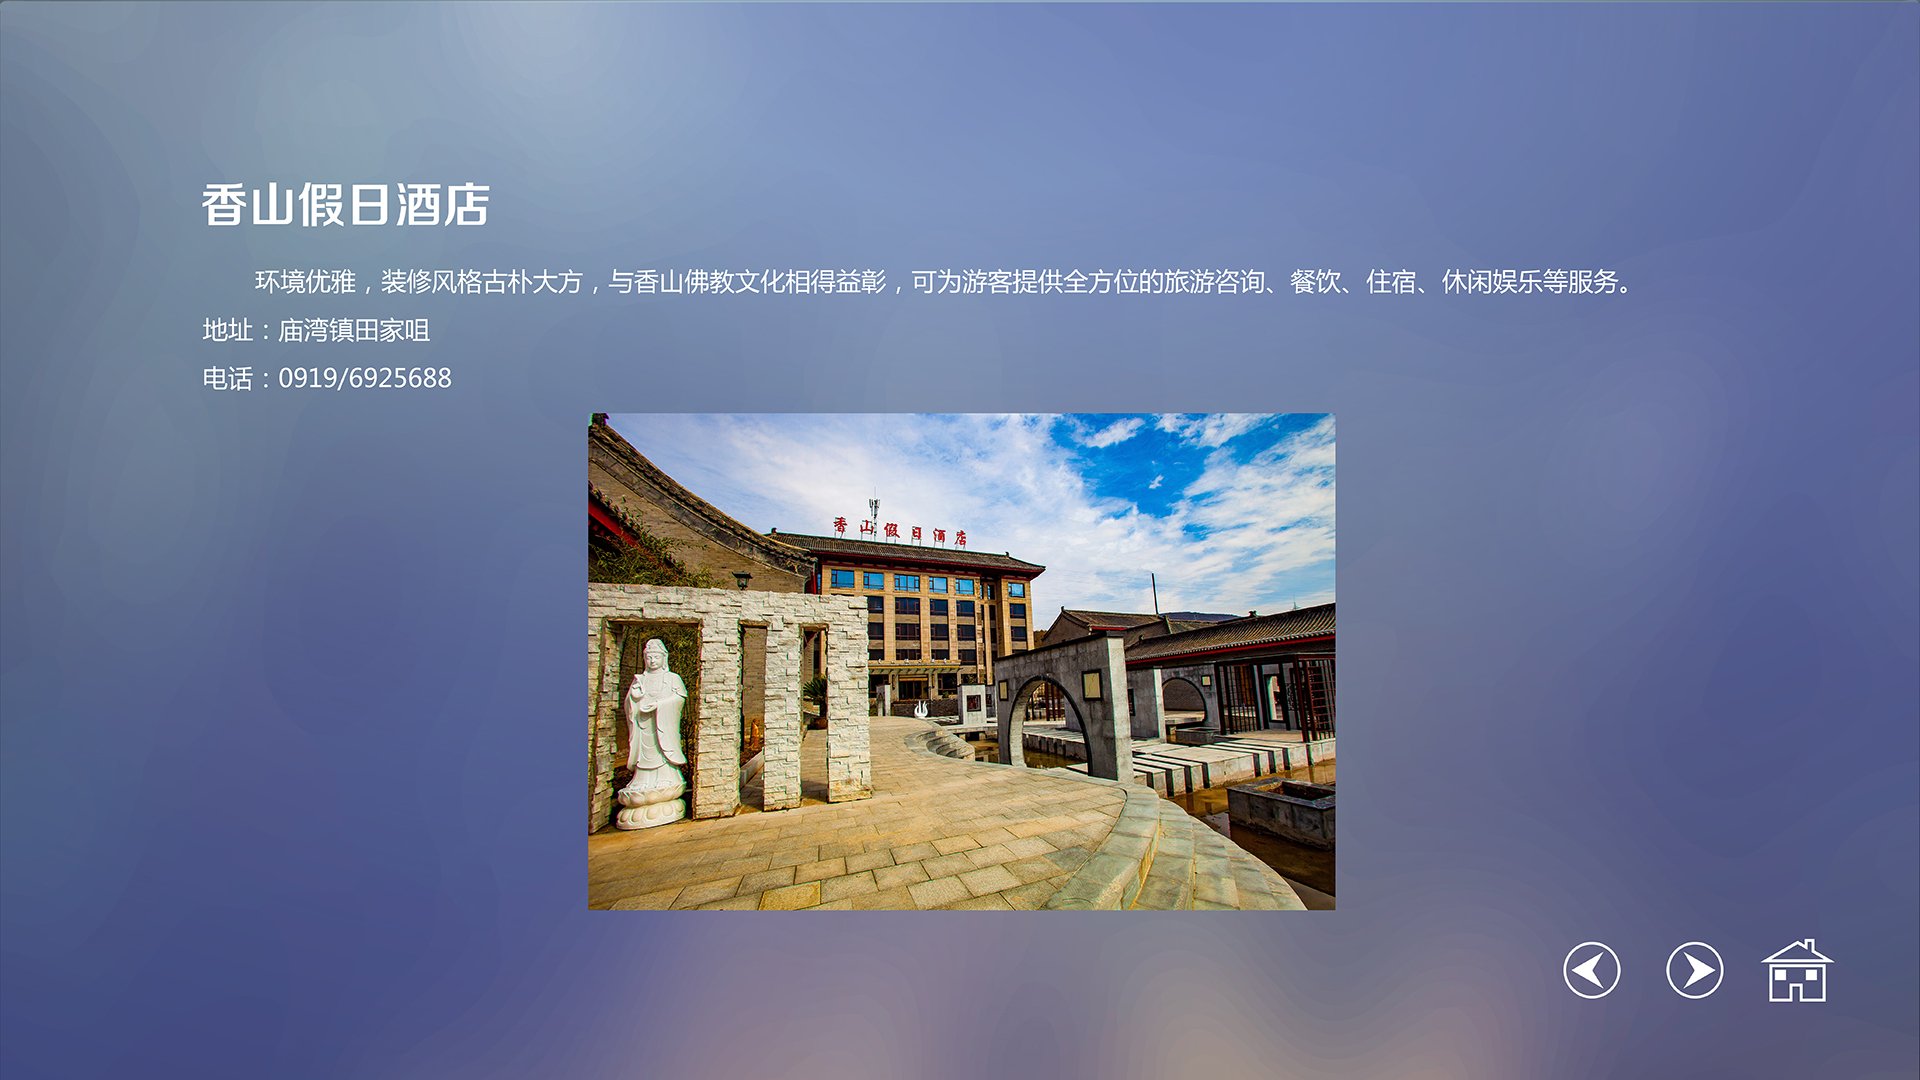 香山假日酒店
环境优雅，装修风格古朴大方，与香山佛教文化相得益彰，可为游客提供全方位的旅游咨询、餐饮、住宿、休闲娱乐等服务。
地址：庙湾镇田家咀
电话：0919/6925688
香山假日酒店